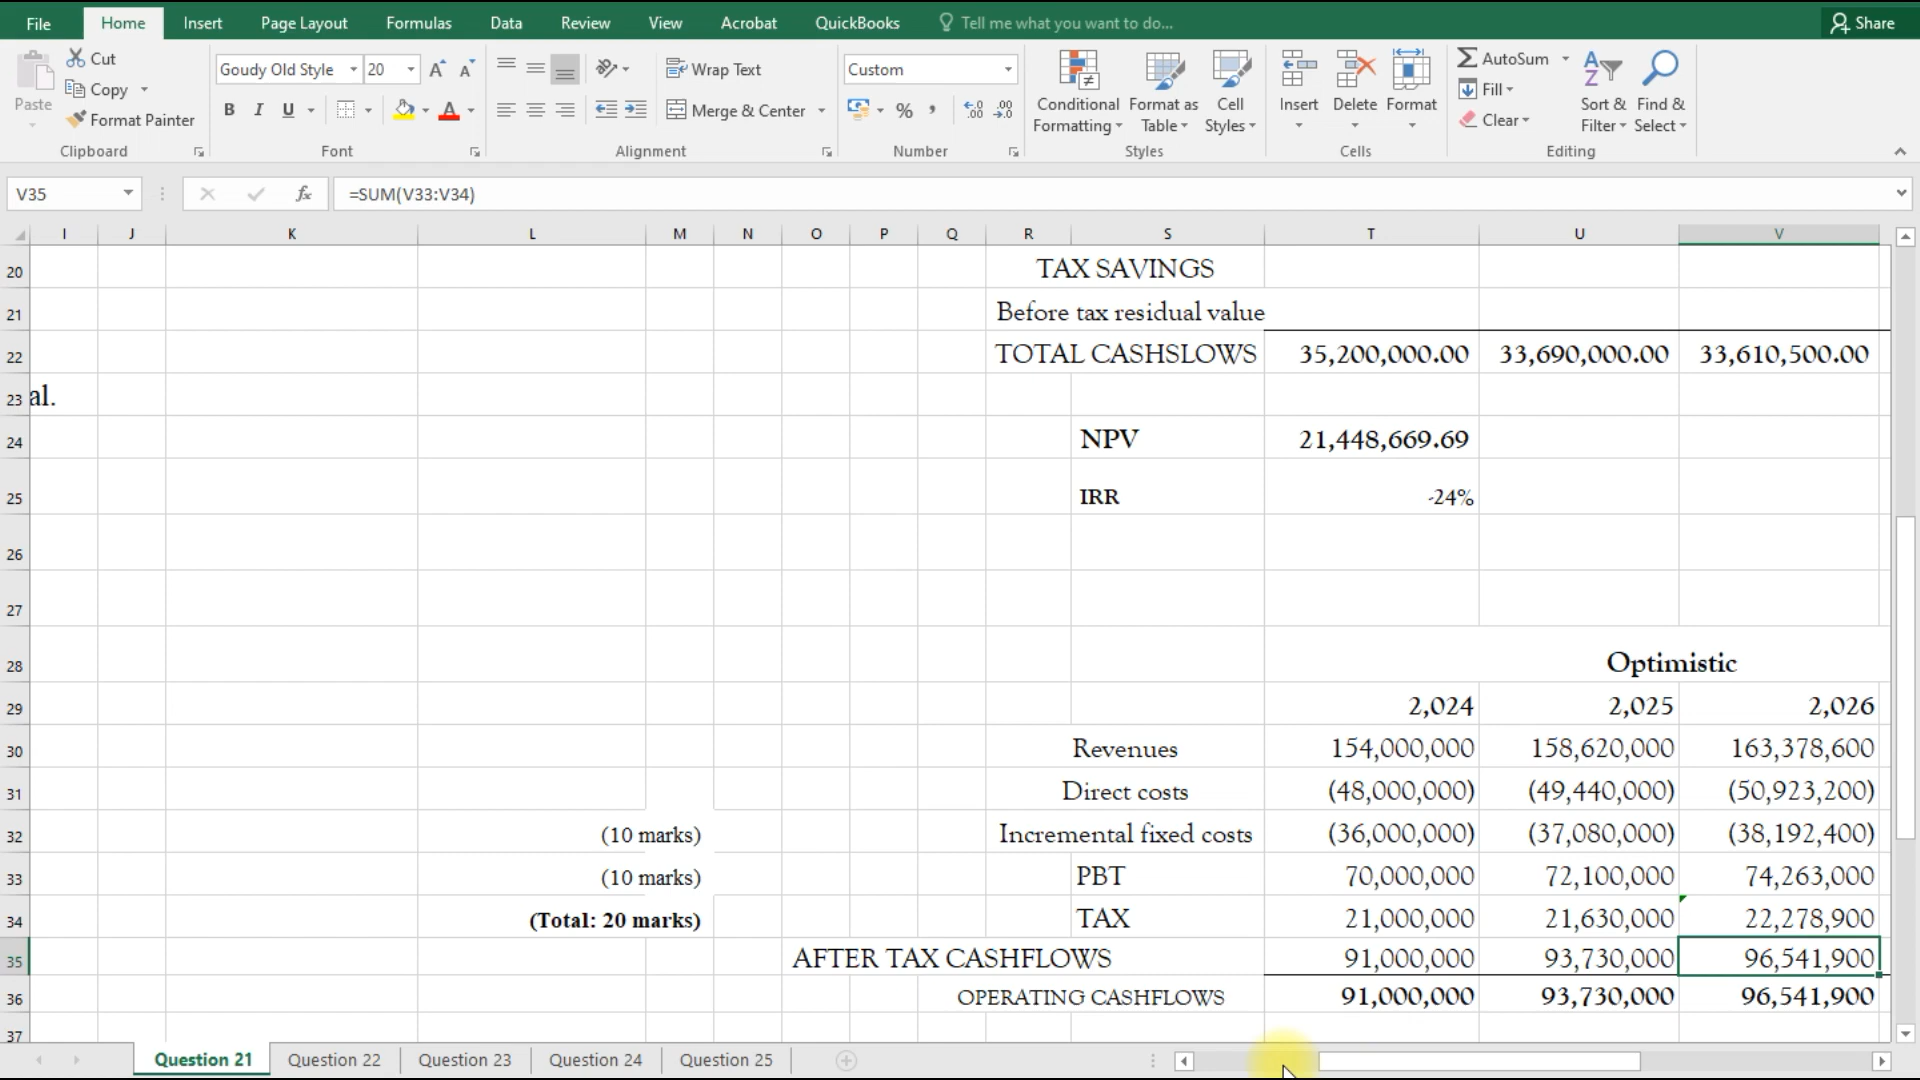 File Home Insert Page Layout Formulas Data Review View Acrobat QuickBooks Tell me what you want to do... Share
Paste Cut Copy Format Painter Clipboard
Goudy Old Style 20 A A B I U A Font
Wrap Text Merge & Center Alignment
Custom % , Number
Conditional Formatting Format as Table Cell Styles Styles
Insert Delete Format Cells
AutoSum Fill Clear Sort & Filter Find & Select Editing
V35 fx =SUM(V33:V34)
I J K L M N O P Q R S T U V
20 TAX SAVINGS
21 Before tax residual value
22 TOTAL CASHSLOWS 35,200,000.00 33,690,000.00 33,610,500.00
23 al.
24 NPV 21,448,669.69
25 IRR -24%
26
27
28 Optimistic
29 2,024 2,025 2,026
30 Revenues 154,000,000 158,620,000 163,378,600
31 Direct costs (48,000,000) (49,440,000) (50,923,200)
32 (10 marks) Incremental fixed costs (36,000,000) (37,080,000) (38,192,400)
33 (10 marks) PBT 70,000,000 72,100,000 74,263,000
34 (Total: 20 marks) TAX 21,000,000 21,630,000 22,278,900
35 AFTER TAX CASHFLOWS 91,000,000 93,730,000 96,541,900
36 OPERATING CASHFLOWS 91,000,000 93,730,000 96,541,900
37
Question 21 Question 22 Question 23 Question 24 Question 25